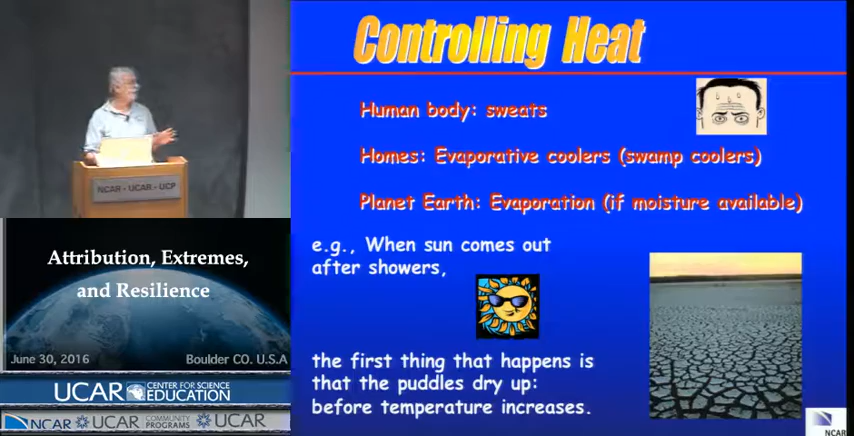 Controlling Heat
Human body: sweats
Homes: Evaporative coolers (swamp coolers)
Planet Earth: Evaporation (if moisture available)
e.g., When sun comes out
after showers,
the first thing that happens is
that the puddles dry up:
before temperature increases.
NCAR
NCAR - UCAR - UCP
Attribution, Extremes,
and Resilience
June 30, 2016
Boulder CO. U.S.A
UCAR CENTER FOR SCIENCE
EDUCATION
NCAR UCAR COMMUNITY
PROGRAMS UCAR